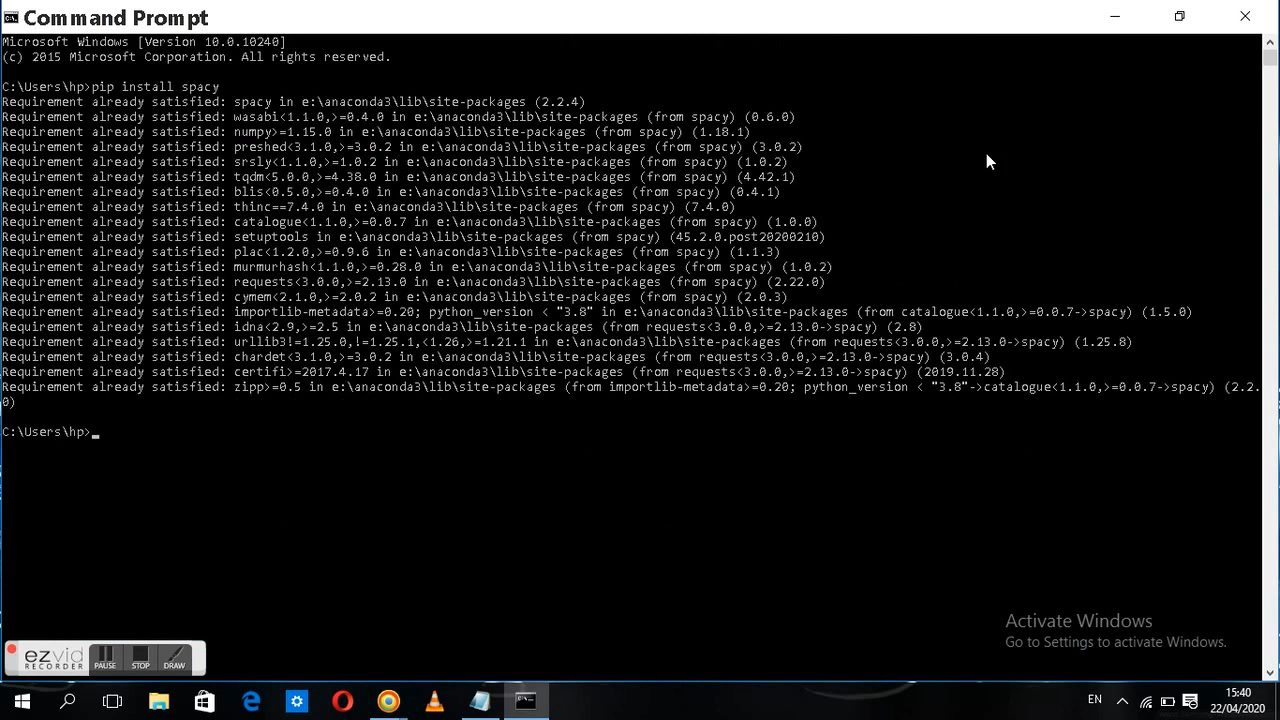 Command Prompt
Microsoft Windows [Version 10.0.10240]
(c) 2015 Microsoft Corporation. All rights reserved.
C:\Users\hp>pip install spacy
Requirement already satisfied: spacy in e:\anaconda3\lib\site-packages (2.2.4)
Requirement already satisfied: wasabi<1.1.0,>=0.4.0 in e:\anaconda3\lib\site-packages (from spacy) (0.6.0)
Requirement already satisfied: numpy>=1.15.0 in e:\anaconda3\lib\site-packages (from spacy) (1.18.1)
Requirement already satisfied: preshed<3.1.0,>=3.0.2 in e:\anaconda3\lib\site-packages (from spacy) (3.0.2)
Requirement already satisfied: srsly<1.1.0,>=1.0.2 in e:\anaconda3\lib\site-packages (from spacy) (1.0.2)
Requirement already satisfied: tqdm<5.0.0,>=4.38.0 in e:\anaconda3\lib\site-packages (from spacy) (4.42.1)
Requirement already satisfied: blis<0.5.0,>=0.4.0 in e:\anaconda3\lib\site-packages (from spacy) (0.4.1)
Requirement already satisfied: thinc==7.4.0 in e:\anaconda3\lib\site-packages (from spacy) (7.4.0)
Requirement already satisfied: catalogue<1.1.0,>=0.0.7 in e:\anaconda3\lib\site-packages (from spacy) (1.0.0)
Requirement already satisfied: setuptools in e:\anaconda3\lib\site-packages (from spacy) (45.2.0.post20200210)
Requirement already satisfied: plac<1.2.0,>=0.9.6 in e:\anaconda3\lib\site-packages (from spacy) (1.1.3)
Requirement already satisfied: murmurhash<1.1.0,>=0.28.0 in e:\anaconda3\lib\site-packages (from spacy) (1.0.2)
Requirement already satisfied: requests<3.0.0,>=2.13.0 in e:\anaconda3\lib\site-packages (from spacy) (2.22.0)
Requirement already satisfied: cymem<2.1.0,>=2.0.2 in e:\anaconda3\lib\site-packages (from spacy) (2.0.3)
Requirement already satisfied: importlib-metadata>=0.20; python_version < "3.8" in e:\anaconda3\lib\site-packages (from catalogue<1.1.0,>=0.0.7->spacy) (1.5.0)
Requirement already satisfied: idna<2.9,>=2.5 in e:\anaconda3\lib\site-packages (from requests<3.0.0,>=2.13.0->spacy) (2.8)
Requirement already satisfied: urllib3!=1.25.0,!=1.25.1,<1.26,>=1.21.1 in e:\anaconda3\lib\site-packages (from requests<3.0.0,>=2.13.0->spacy) (1.25.8)
Requirement already satisfied: chardet<3.1.0,>=3.0.2 in e:\anaconda3\lib\site-packages (from requests<3.0.0,>=2.13.0->spacy) (3.0.4)
Requirement already satisfied: certifi>=2017.4.17 in e:\anaconda3\lib\site-packages (from requests<3.0.0,>=2.13.0->spacy) (2019.11.28)
Requirement already satisfied: zipp>=0.5 in e:\anaconda3\lib\site-packages (from importlib-metadata>=0.20; python_version < "3.8"->catalogue<1.1.0,>=0.0.7->spacy) (2.2.
0)
C:\Users\hp>
Activate Windows
Go to Settings to activate Windows.
ezvid
RECORDER
PAUSE STOP DRAW
EN
5:40
22/04/2020